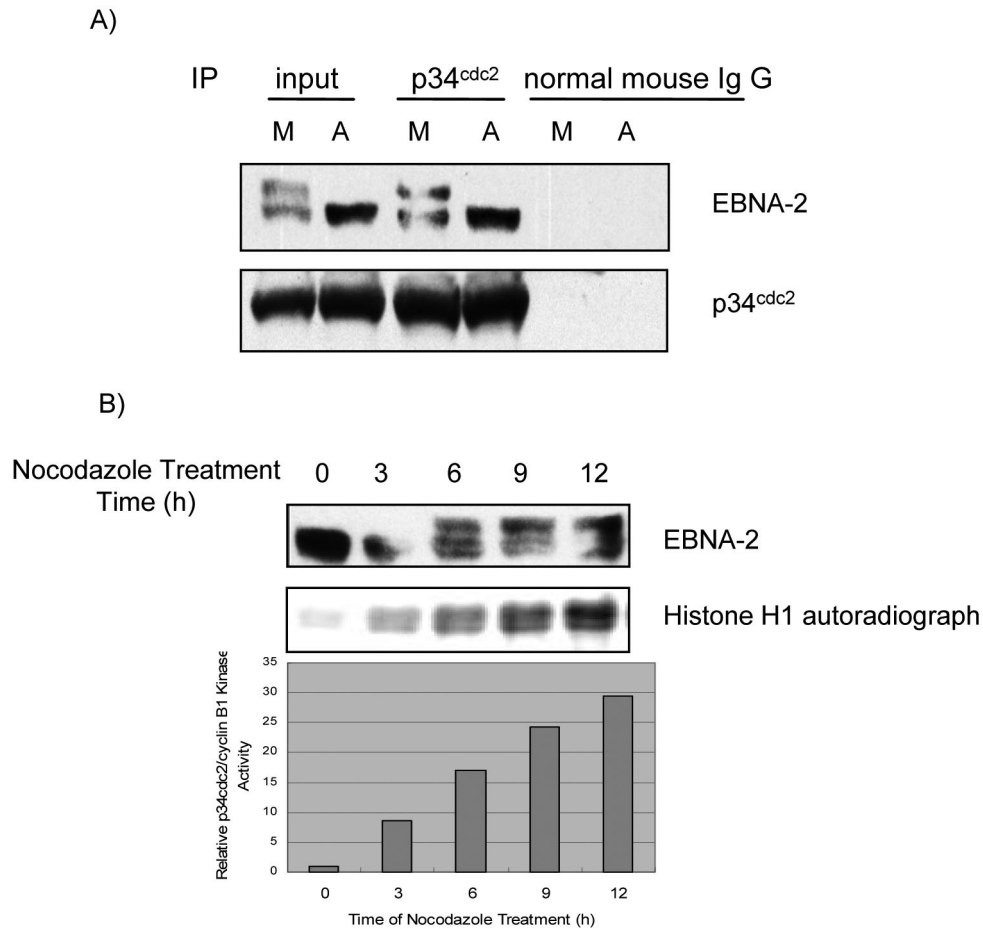 A)
IP input p34cdc2 normal mouse Ig G
M A M A M A
EBNA-2
p34cdc2
B)
Nocodazole Treatment 0 3 6 9 12
Time (h)
EBNA-2
Histone H1 autoradiograph
Relative p34cdc2/cyclin B1 Kinase
Activity
35
30
25
20
15
10
5
0
0 3 6 9 12
Time of Nocodazole Treatment (h)